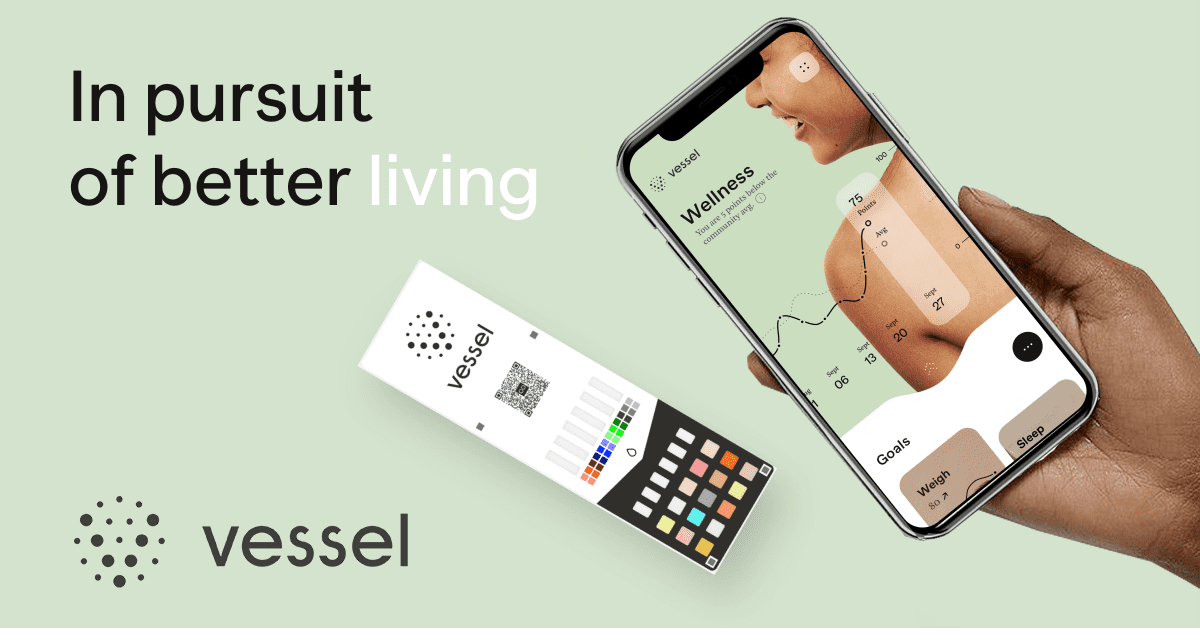 In pursuit
of better living
vessel
vessel
vessel
Wellness
You are 5 points below the
community avg.
100
75
Points
Avg
0
Sept
27
Sept
20
Sept
13
Sept
06
Goals
Weigh
80
Sleep